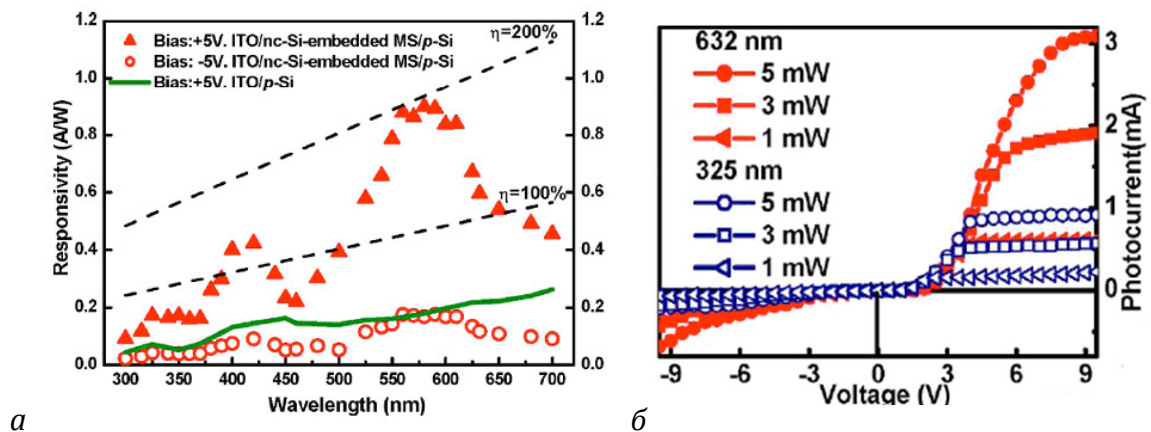 η=200%
Bias:+5V. ITO/nc-Si-embedded MS/p-Si
Bias: -5V. ITO/nc-Si-embedded MS/p-Si
Bias:+5V. ITO/p-Si
η=100%
1.2
1.0
0.8
0.6
0.4
0.2
0.0
Responsivity (A/W)
1.2
1.0
0.8
0.6
0.4
0.2
0.0
300 350 400 450 500 550 600 650 700
Wavelength (nm)
а
632 nm
5 mW
3 mW
1 mW
325 nm
5 mW
3 mW
1 mW
3
2
1
0
Photocurrent(mA)
-9 -6 -3 0 3 6 9
Voltage (V)
б